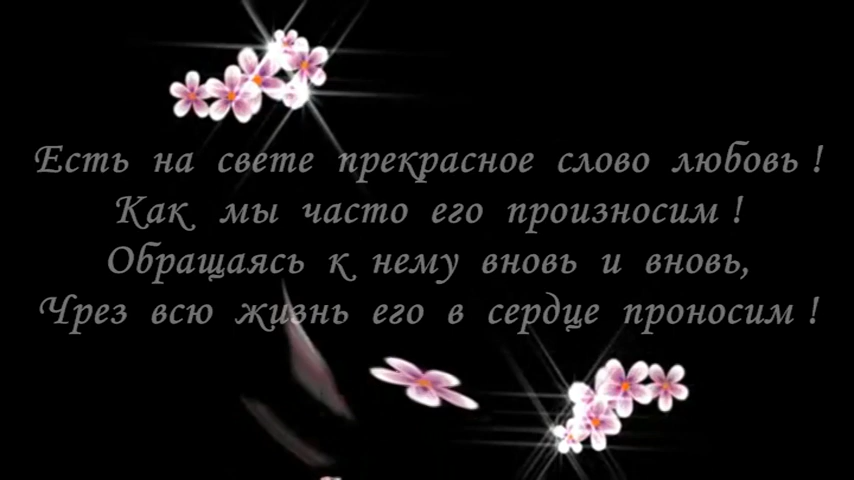 Есть на свете прекрасное слово любовь !
Как мы часто его произносим !
Обращаясь к нему вновь и вновь,
Чрез всю жизнь его в сердце проносим !